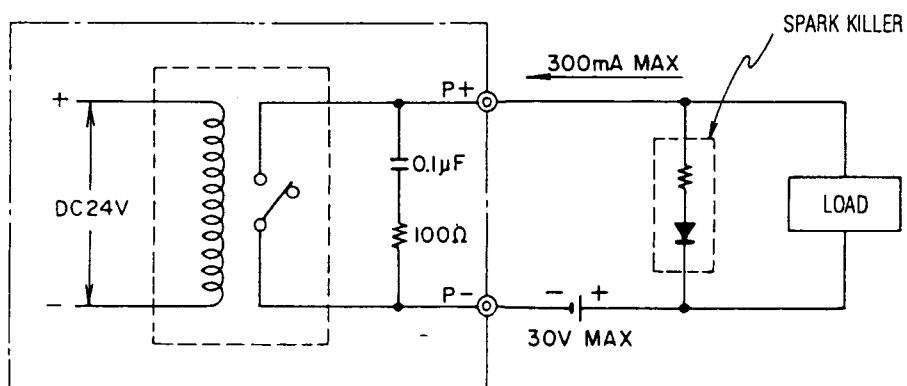 SPARK KILLER
300mA MAX
P+
+
0.1µF
DC24V
100Ω
LOAD
P-
-
- +
30V MAX